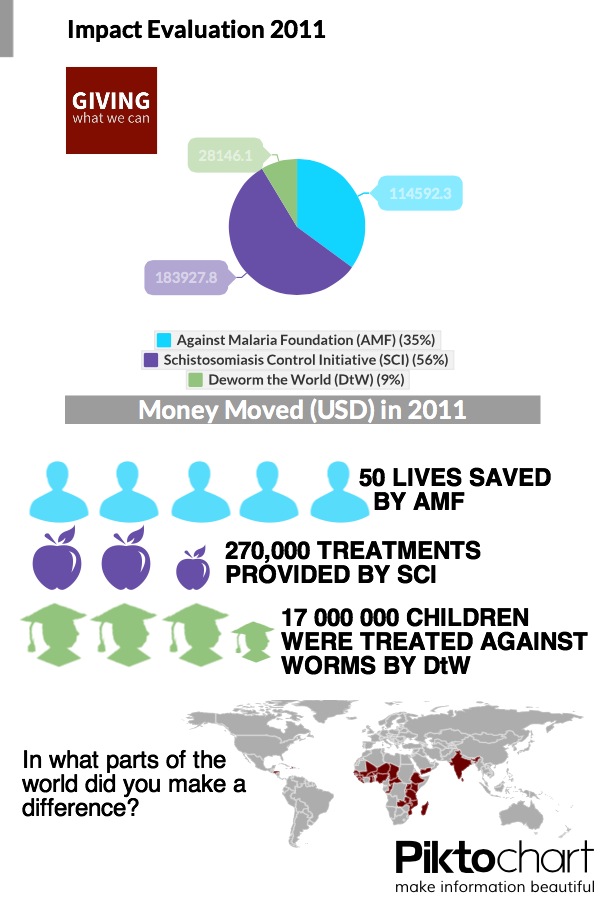 Impact Evaluation 2011
GIVING
what we can
28146.1
114592.3
183927.8
Against Malaria Foundation (AMF) (35%)
Schistosomiasis Control Initiative (SCI) (56%)
Deworm the World (DtW) (9%)
Money Moved (USD) in 2011
50 LIVES SAVED
BY AMF
270,000 TREATMENTS
PROVIDED BY SCI
17 000 000 CHILDREN
WERE TREATED AGAINST
WORMS BY DtW
In what parts of the
world did you make a
difference?
Piktochart
make information beautiful